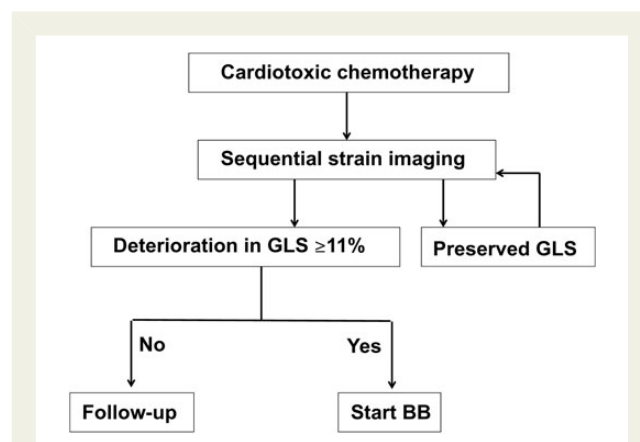 Cardiotoxic chemotherapy
Sequential strain imaging
Deterioration in GLS ≥11%
Preserved GLS
No
Yes
Follow-up
Start BB